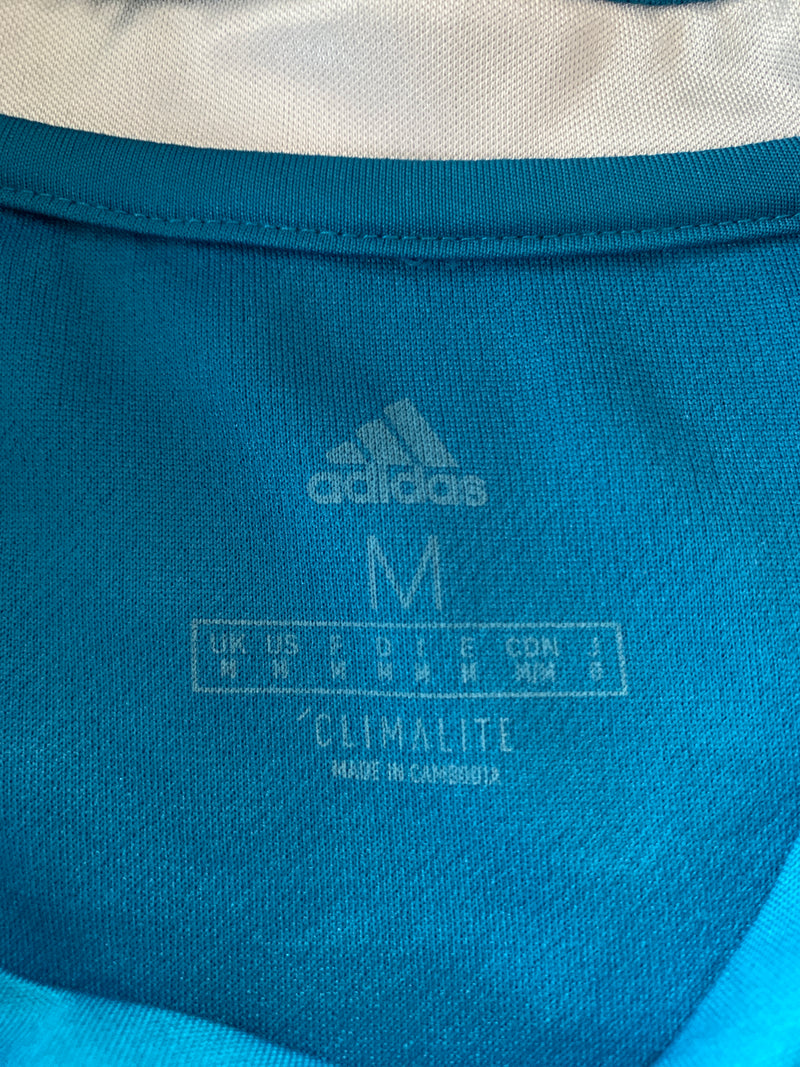 adidas
M
UK US F D I E CDN J
M M M M M M M/M O
CLIMALITE
MADE IN CAMBODIA